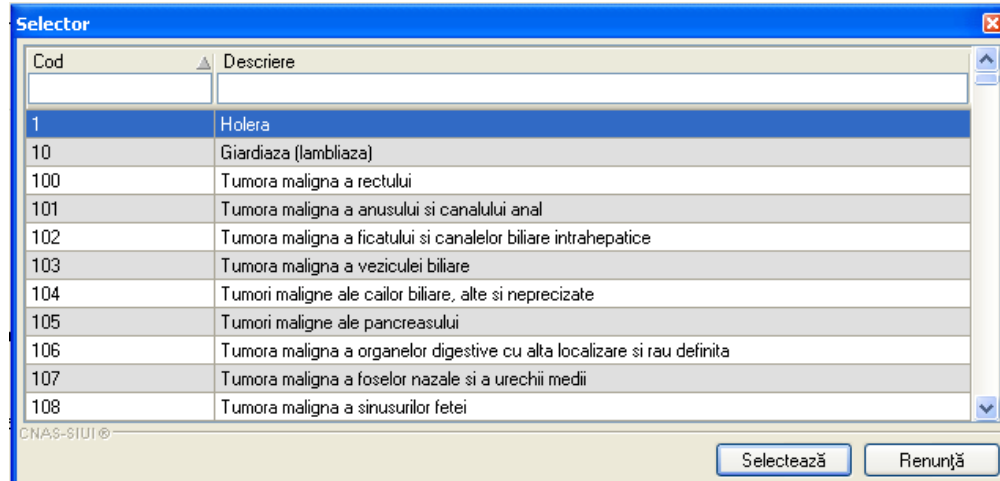 Selector
Cod Descriere
1 Holera
10 Giardiaza (lambliaza)
100 Tumora maligna a rectului
101 Tumora maligna a anusului si canalului anal
102 Tumora maligna a ficatului si canalelor biliare intrahepatice
103 Tumora maligna a veziculei biliare
104 Tumori maligne ale cailor biliare, alte si neprecizate
105 Tumori maligne ale pancreasului
106 Tumora maligna a organelor digestive cu alta localizare si rau definita
107 Tumora maligna a foselor nazale si a urechii medii
108 Tumora maligna a sinusurilor fetei
CNAS-SIUI ®
Selectează Renunţă